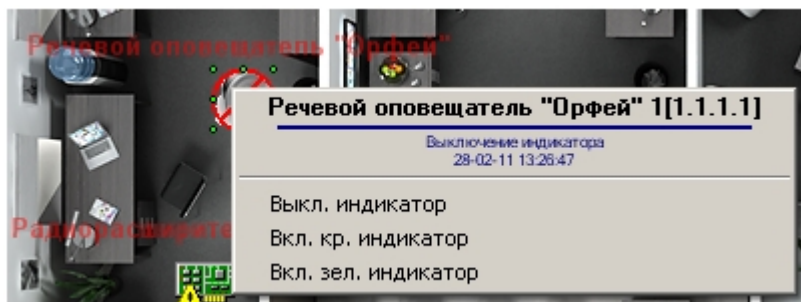 Речевой оповещатель "Орфей"
Речевой оповещатель "Орфей" 1[1.1.1.1]
Выключение индикатора
28-02-11 13:26:47
Выкл. индикатор
Радиорасширите
Вкл. кр. индикатор
Вкл. зел. индикатор